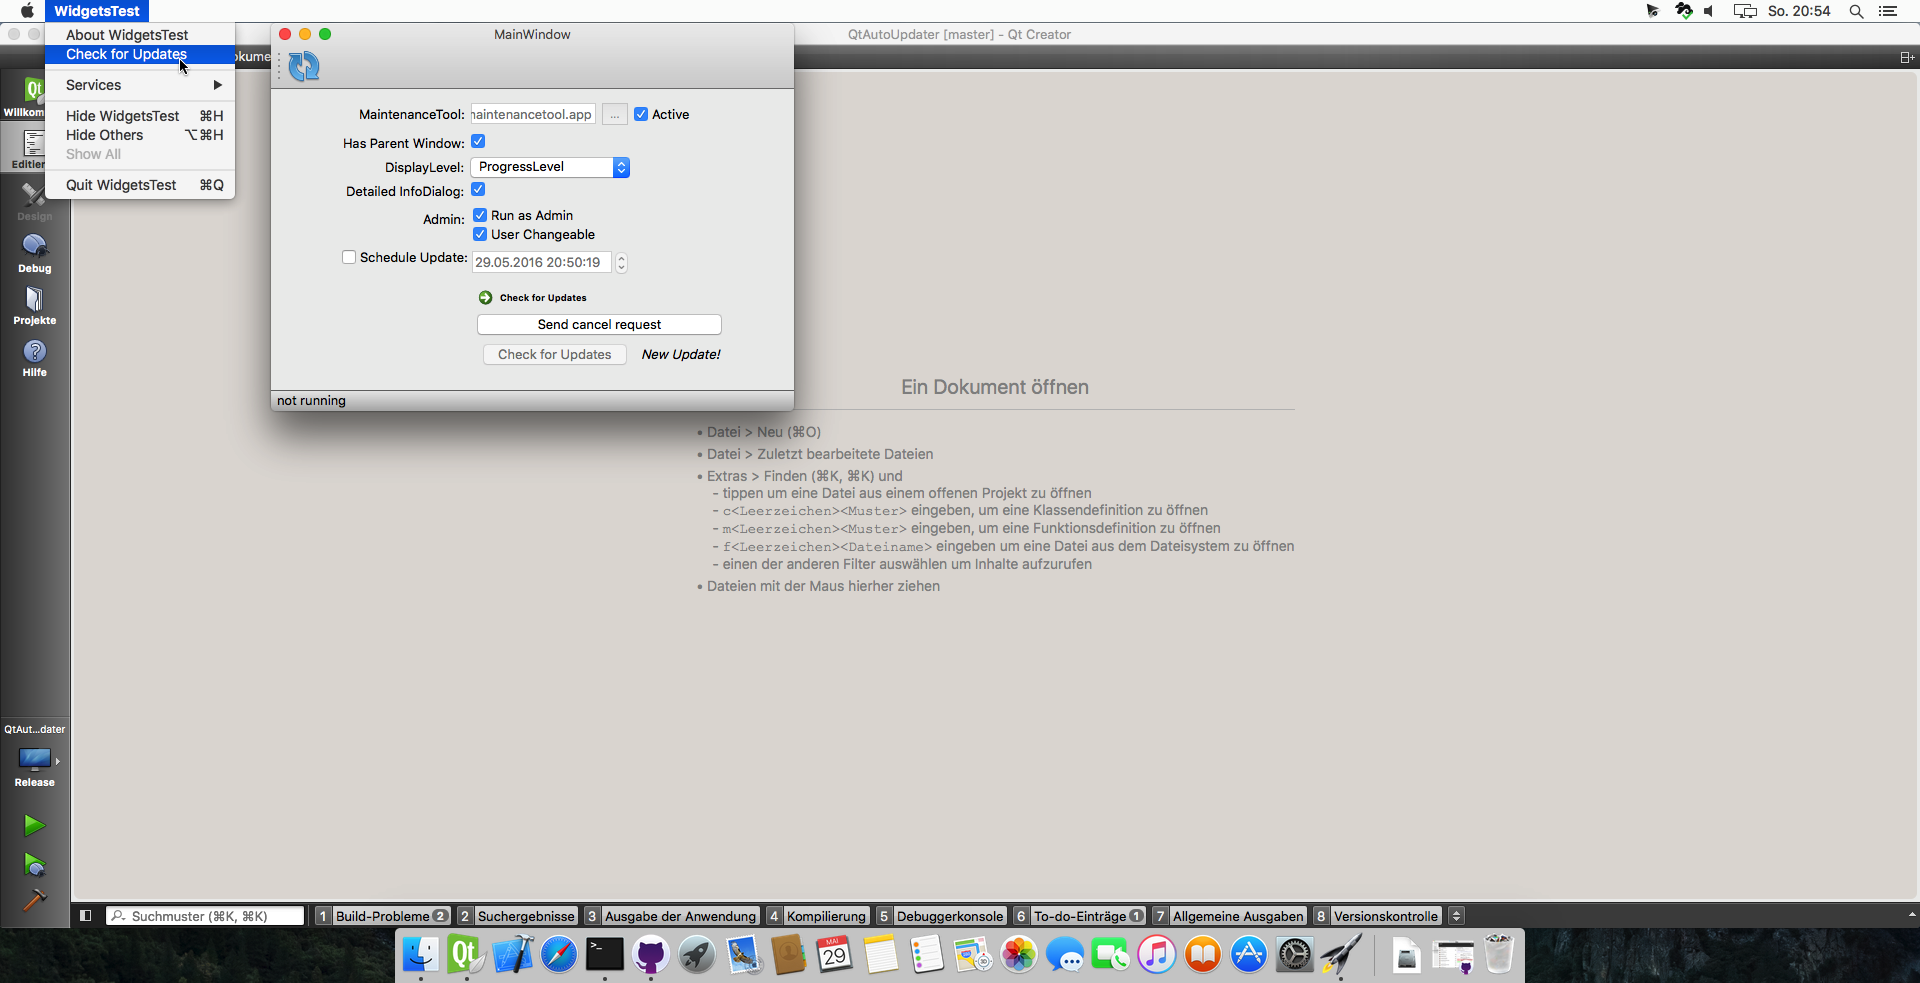 WidgetsTest
So. 20:54
About WidgetsTest
Check for Updates
Services
Hide WidgetsTest ⌘H
Hide Others ⌥⌘H
Show All
Quit WidgetsTest ⌘Q
MainWindow
QtAutoUpdater [master] - Qt Creator
MaintenanceTool: naintenancetool.app ... Active
Has Parent Window:
DisplayLevel: ProgressLevel
Detailed InfoDialog:
Admin: Run as Admin
User Changeable
Schedule Update: 29.05.2016 20:50:19
Check for Updates
Send cancel request
Check for Updates New Update!
not running
Qt
Willkom
Editier
Design
Debug
Projekte
Hilfe
Ein Dokument öffnen
• Datei > Neu (⌘O)
• Datei > Zuletzt bearbeitete Dateien
• Extras > Finden (⌘K, ⌘K) und
- tippen um eine Datei aus einem offenen Projekt zu öffnen
- c<Leerzeichen><Muster> eingeben, um eine Klassendefinition zu öffnen
- m<Leerzeichen><Muster> eingeben, um eine Funktionsdefinition zu öffnen
- f<Leerzeichen><Dateiname> eingeben um eine Datei aus dem Dateisystem zu öffnen
- einen der anderen Filter auswählen um Inhalte aufzurufen
• Dateien mit der Maus hierher ziehen
QtAut...dater
Release
Suchmuster (⌘K, ⌘K) 1 Build-Probleme 2 2 Suchergebnisse 3 Ausgabe der Anwendung 4 Kompilierung 5 Debuggerkonsole 6 To-do-Einträge 1 7 Allgemeine Ausgaben 8 Versionskontrolle
Qt
MAI
29